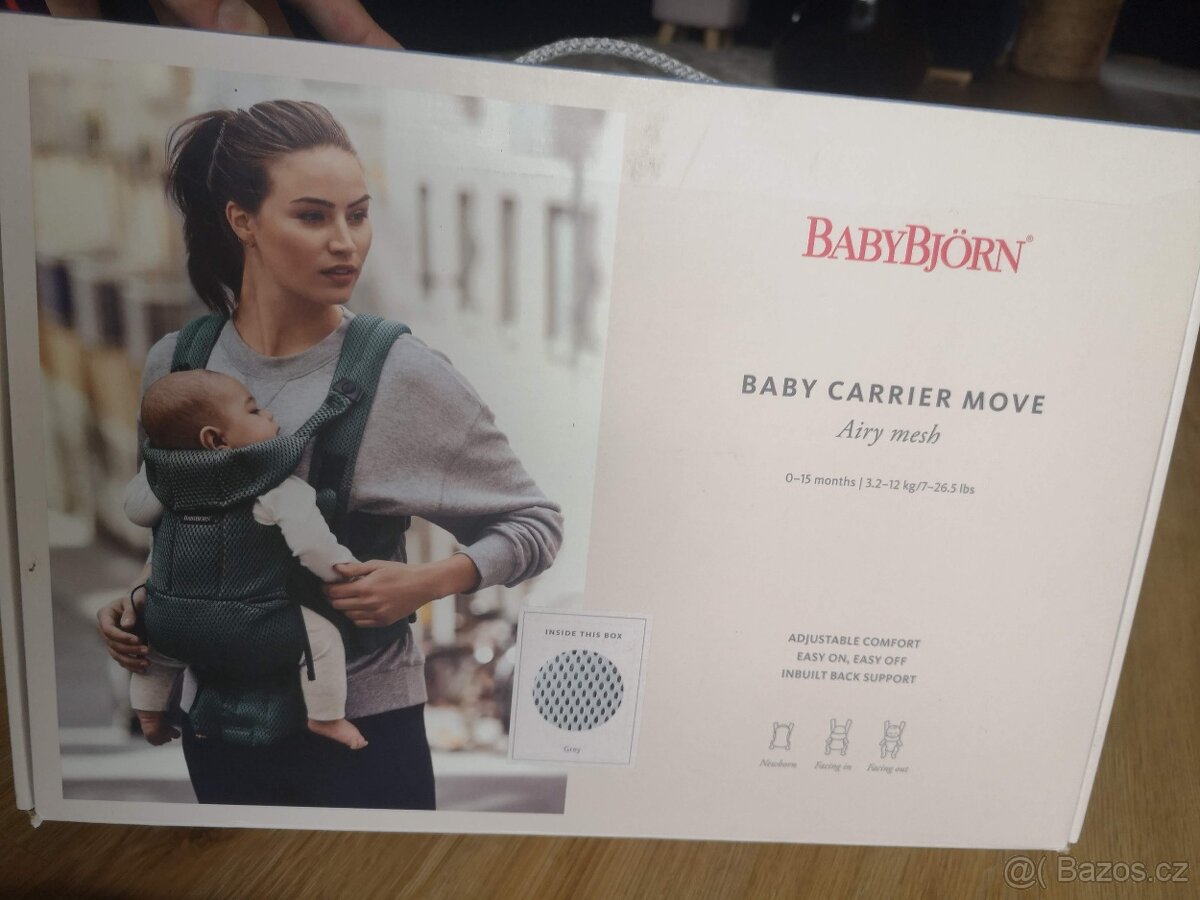 BABYBJÖRN®
BABY CARRIER MOVE
Airy mesh
0–15 months | 3.2–12 kg/7–26.5 lbs
BABYBJÖRN
INSIDE THIS BOX
Grey
ADJUSTABLE COMFORT
EASY ON, EASY OFF
INBUILT BACK SUPPORT
Newborn Facing in Facing out
@( Bazos.cz